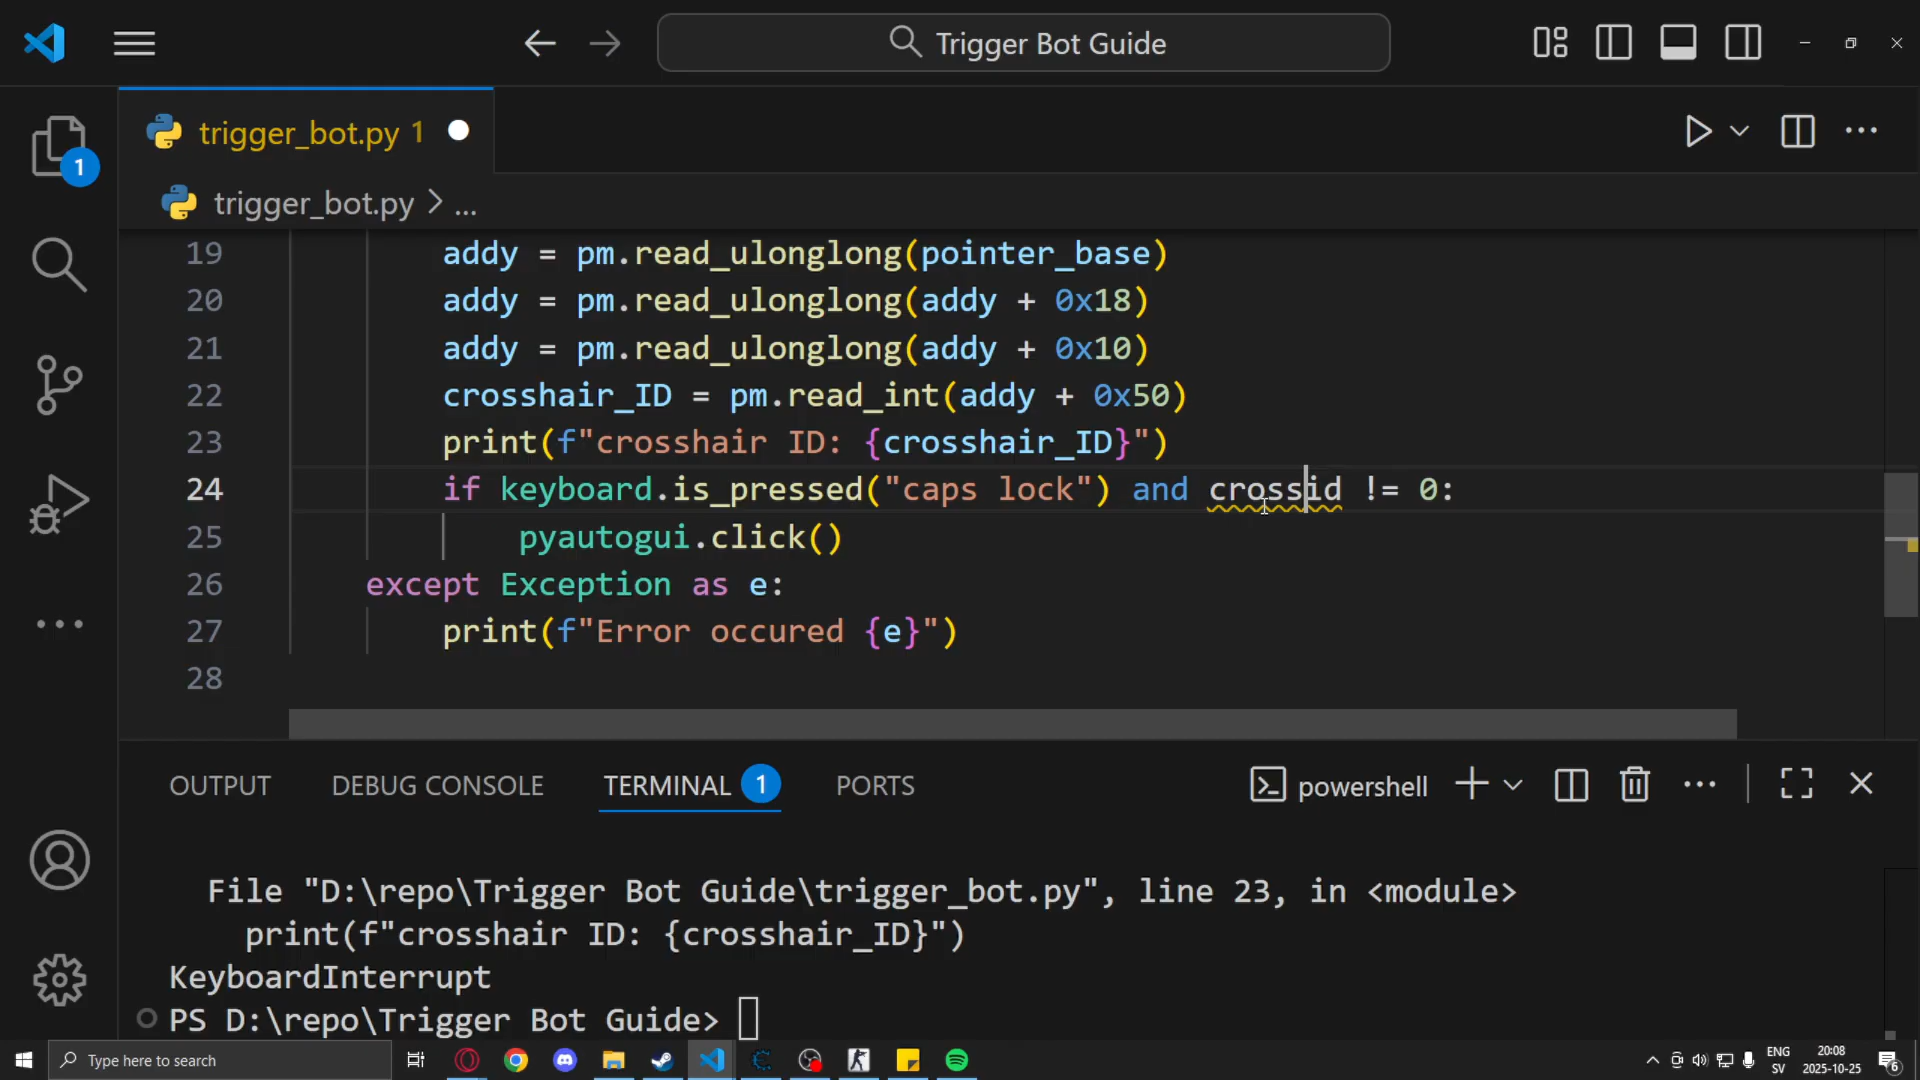 Trigger Bot Guide
1
trigger_bot.py 1
trigger_bot.py > ...
19 addy = pm.read_ulonglong(pointer_base)
20 addy = pm.read_ulonglong(addy + 0x18)
21 addy = pm.read_ulonglong(addy + 0x10)
22 crosshair_ID = pm.read_int(addy + 0x50)
23 print(f"crosshair ID: {crosshair_ID}")
24 if keyboard.is_pressed("caps lock") and crossid != 0:
25 pyautogui.click()
26 except Exception as e:
27 print(f"Error occured {e}")
28
OUTPUT DEBUG CONSOLE TERMINAL 1 PORTS powershell
File "D:\repo\Trigger Bot Guide\trigger_bot.py", line 23, in <module>
print(f"crosshair ID: {crosshair_ID}")
KeyboardInterrupt
PS D:\repo\Trigger Bot Guide>
Type here to search
ENG
SV
20:08
2025-10-25
6